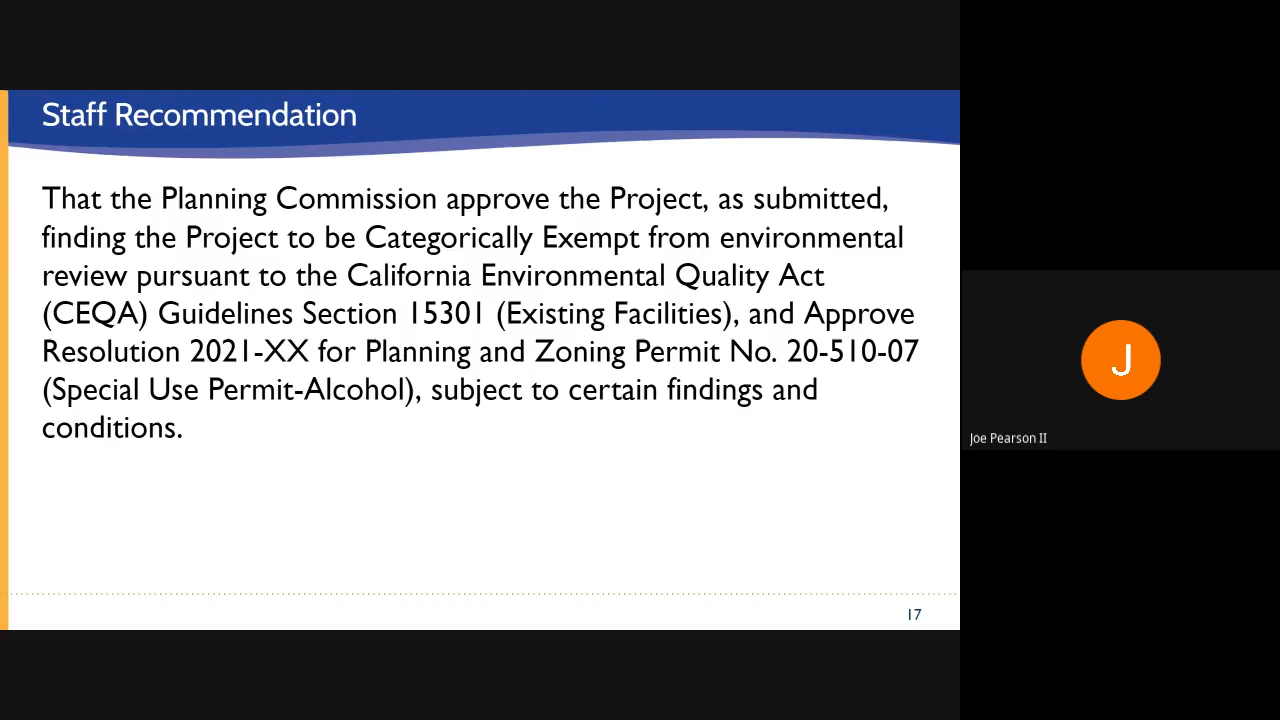 Staff Recommendation
That the Planning Commission approve the Project, as submitted,
finding the Project to be Categorically Exempt from environmental
review pursuant to the California Environmental Quality Act
(CEQA) Guidelines Section 15301 (Existing Facilities), and Approve
Resolution 2021-XX for Planning and Zoning Permit No. 20-510-07
(Special Use Permit-Alcohol), subject to certain findings and
conditions.
17
J
Joe Pearson II